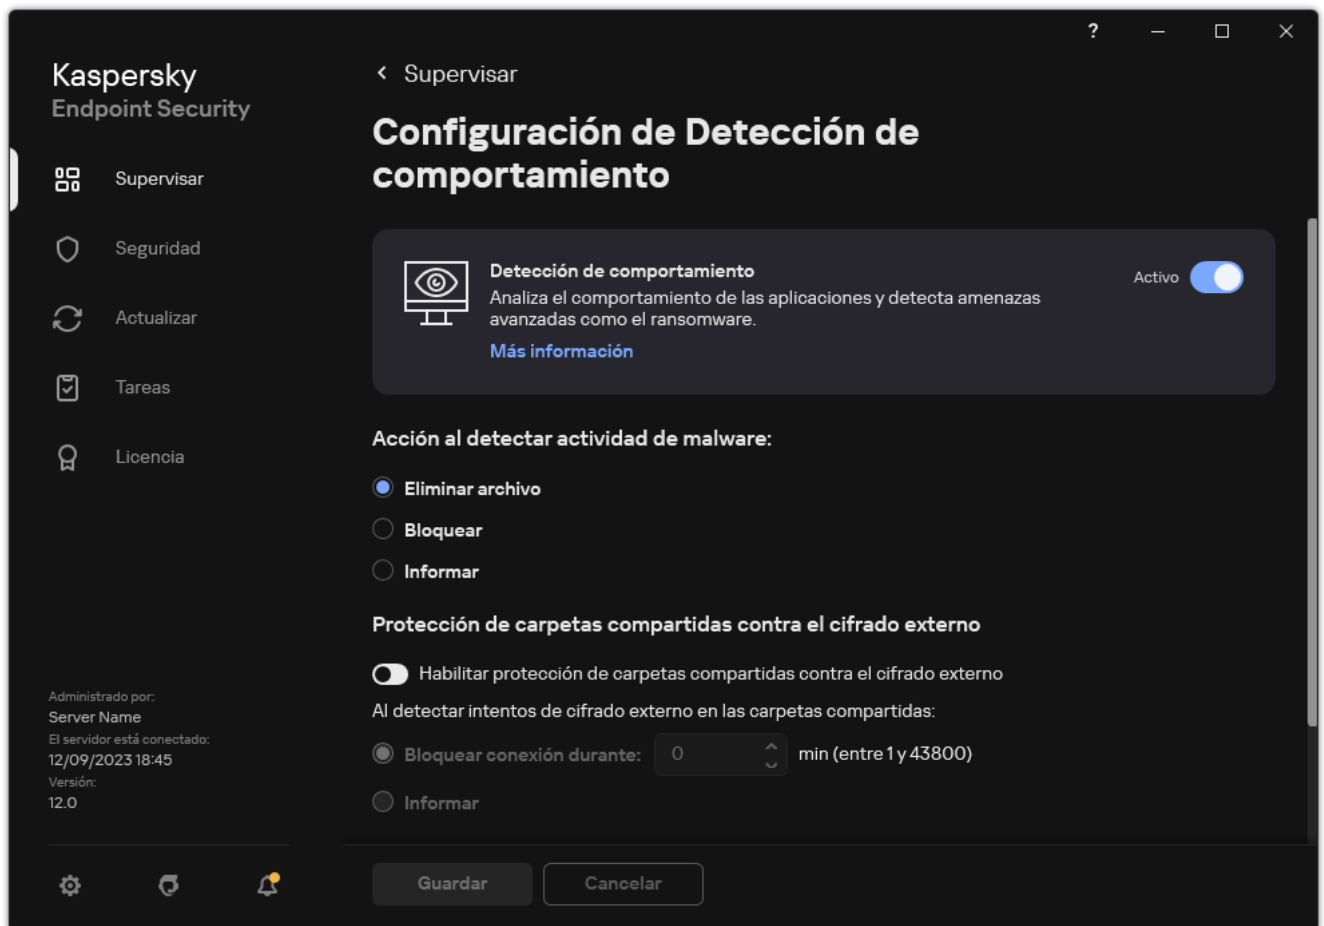 ?
Kaspersky
Endpoint Security
Supervisar
Seguridad
Actualizar
Tareas
Licencia
Administrado por:
Server Name
El servidor está conectado:
12/09/2023 18:45
Versión:
12.0
Supervisar
Configuración de Detección de
comportamiento
Detección de comportamiento
Activo
Analiza el comportamiento de las aplicaciones y detecta amenazas
avanzadas como el ransomware.
Más información
Acción al detectar actividad de malware:
Eliminar archivo
Bloquear
Informar
Protección de carpetas compartidas contra el cifrado externo
Habilitar protección de carpetas compartidas contra el cifrado externo
Al detectar intentos de cifrado externo en las carpetas compartidas:
Bloquear conexión durante: 0 min (entre 1 y 43800)
Informar
Guardar Cancelar